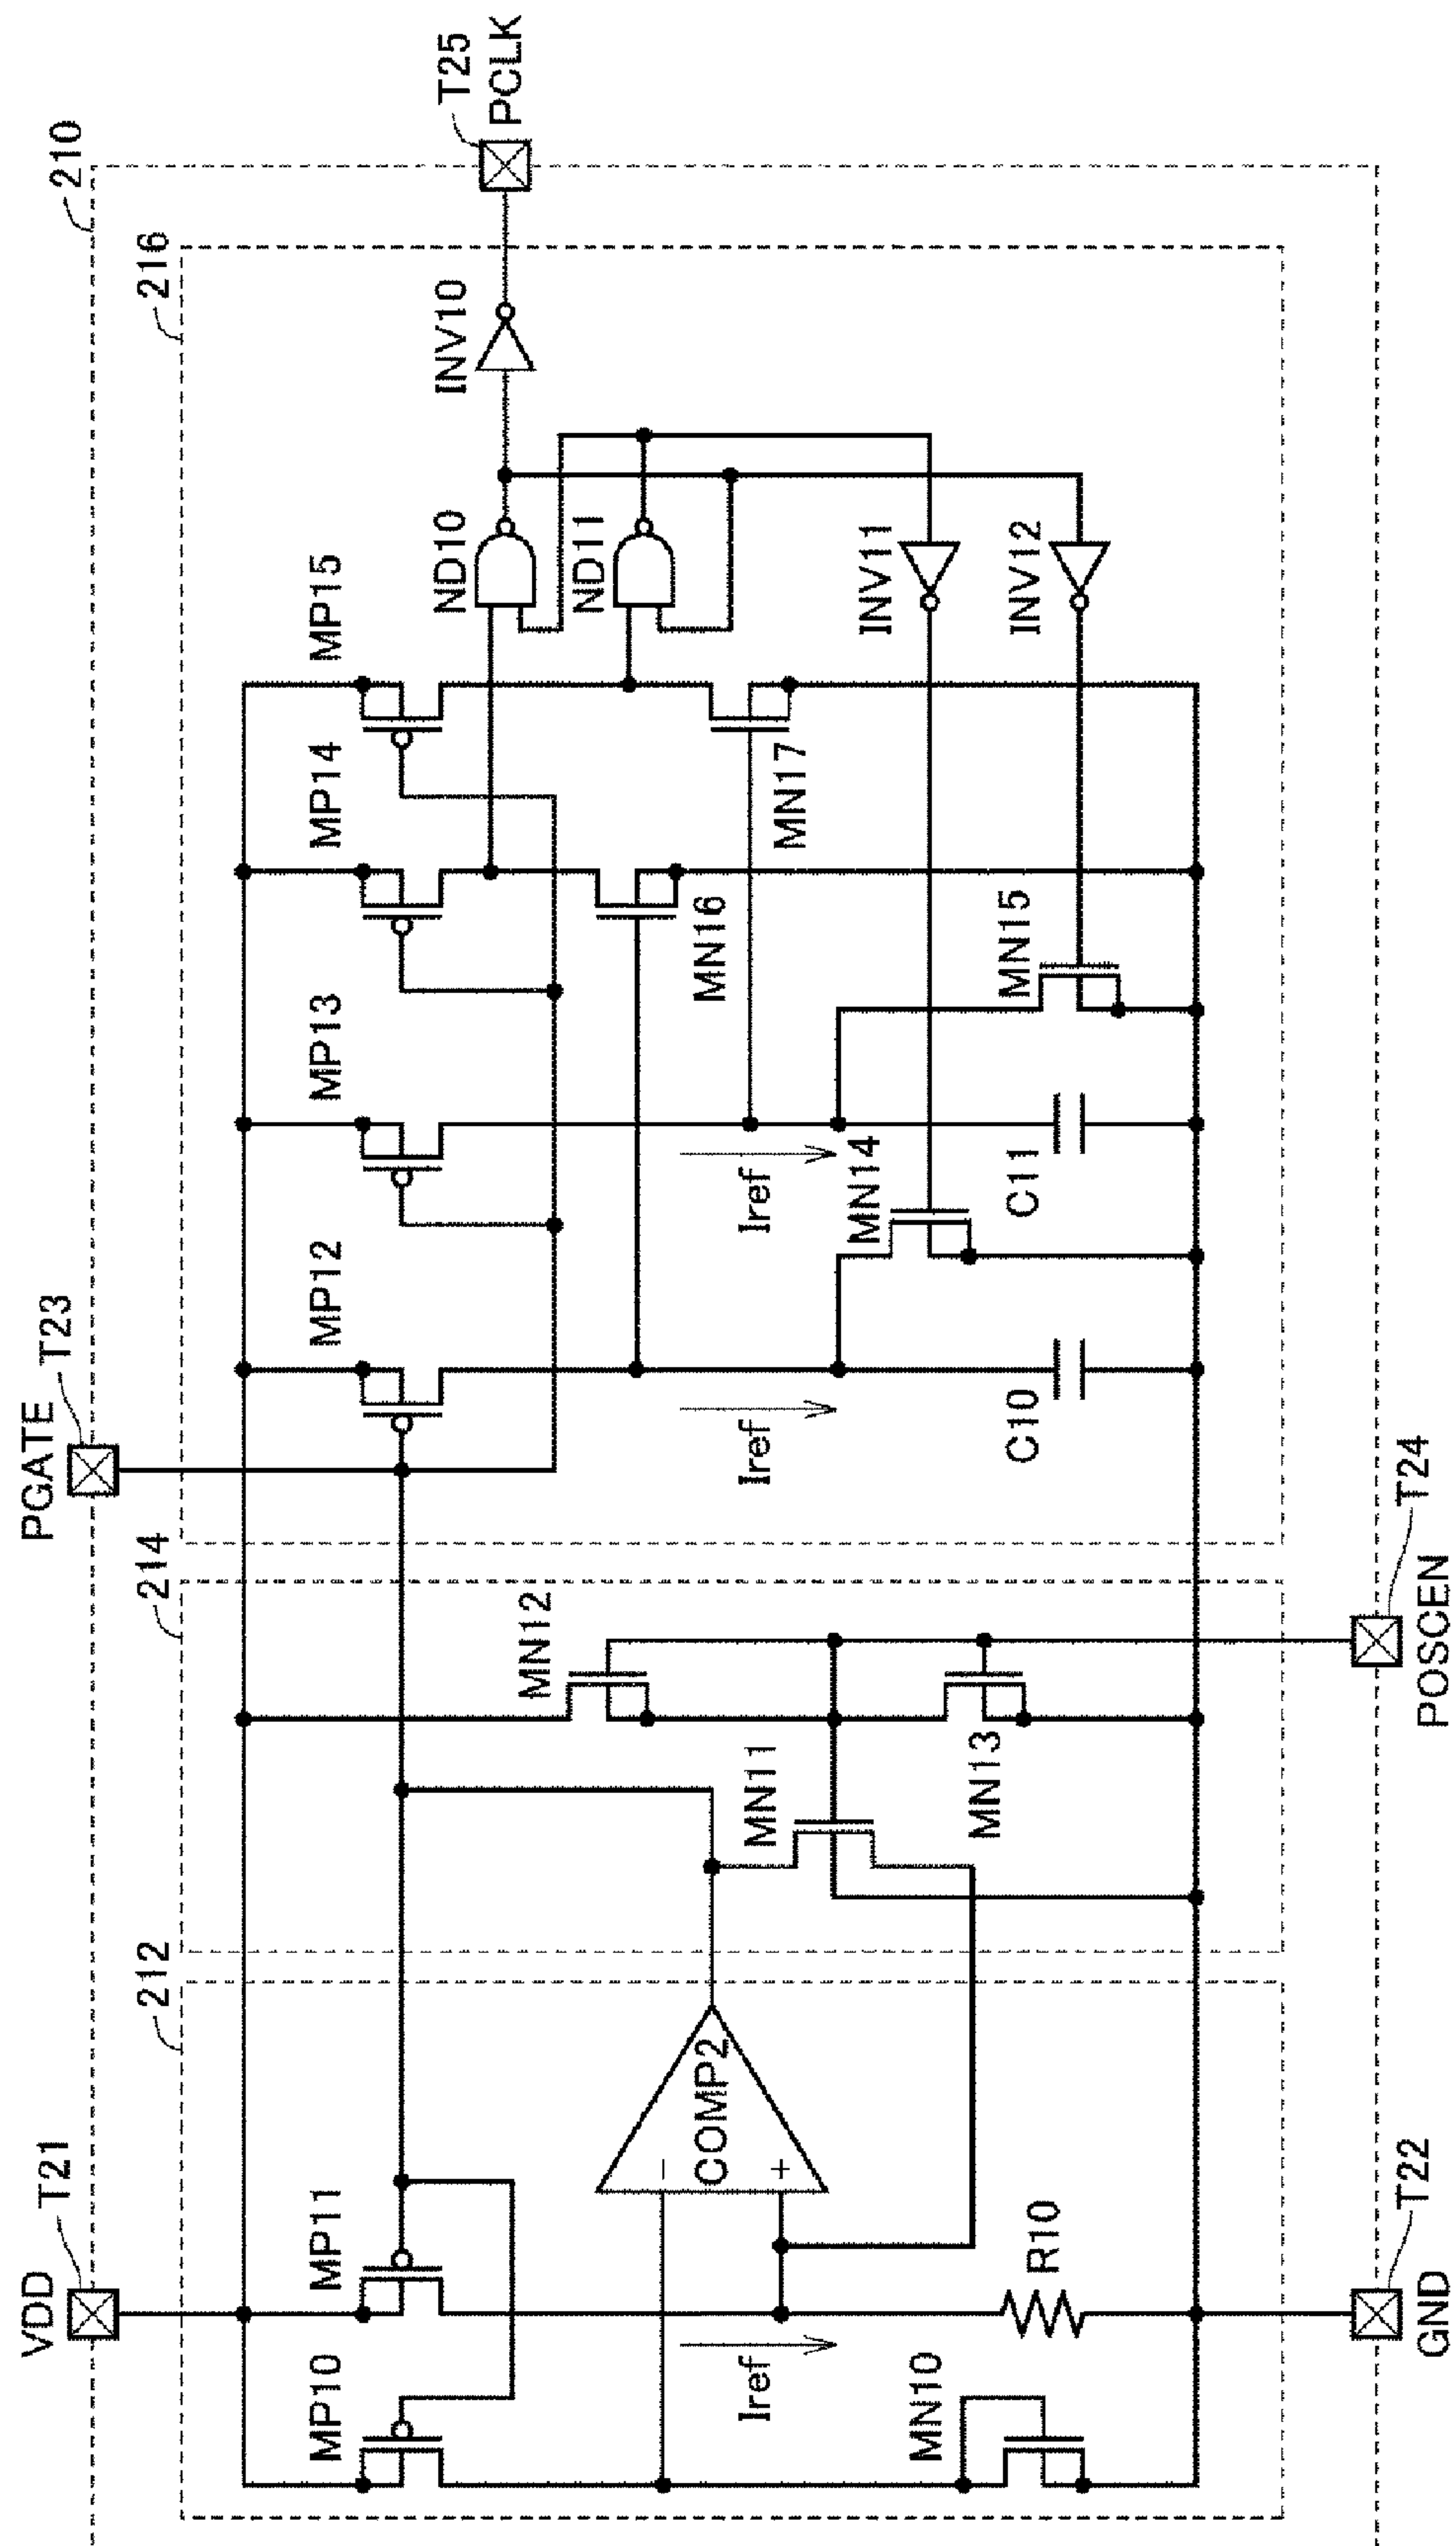 VDD
T21
PGATE
T23
210
212
214
216
MP10
MP11
MP12
MP13
MP14
MP15
COMP2
−
+
MN12
MN11
MN13
MN16
MN17
ND10
ND11
INV10
T25
PCLK
Iref
Iref
Iref
MN10
R10
C10
MN14
C11
MN15
INV11
INV12
T22
GND
T24
POSCEN